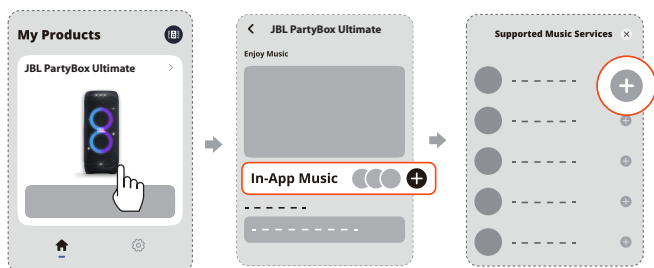 My Products
JBL PartyBox Ultimate
JBL PartyBox Ultimate
Enjoy Music
In-App Music
Supported Music Services